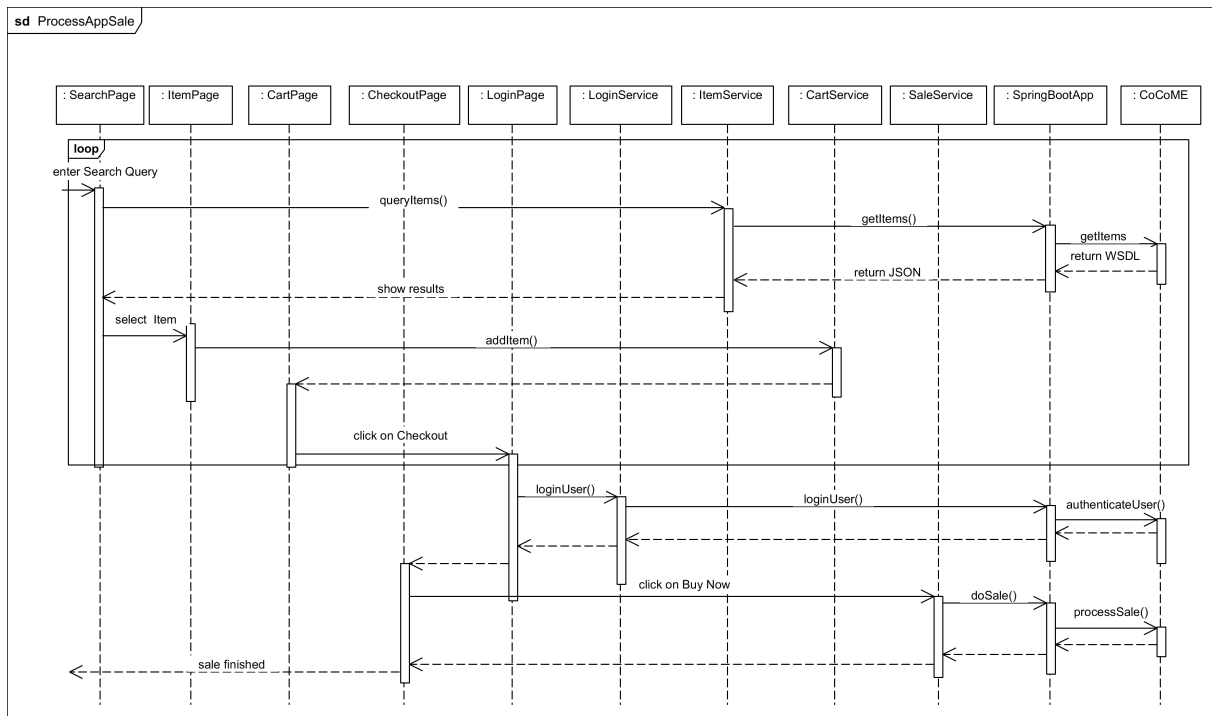 sd ProcessAppSale
: SearchPage
: ItemPage
: CartPage
: CheckoutPage
: LoginPage
: LoginService
: ItemService
: CartService
: SaleService
: SpringBootApp
: CoCoME
loop
enter Search Query
queryItems()
getItems()
getItems
return WSDL
return JSON
show results
select Item
addItem()
click on Checkout
loginUser()
loginUser()
authenticateUser()
click on Buy Now
doSale()
processSale()
sale finished